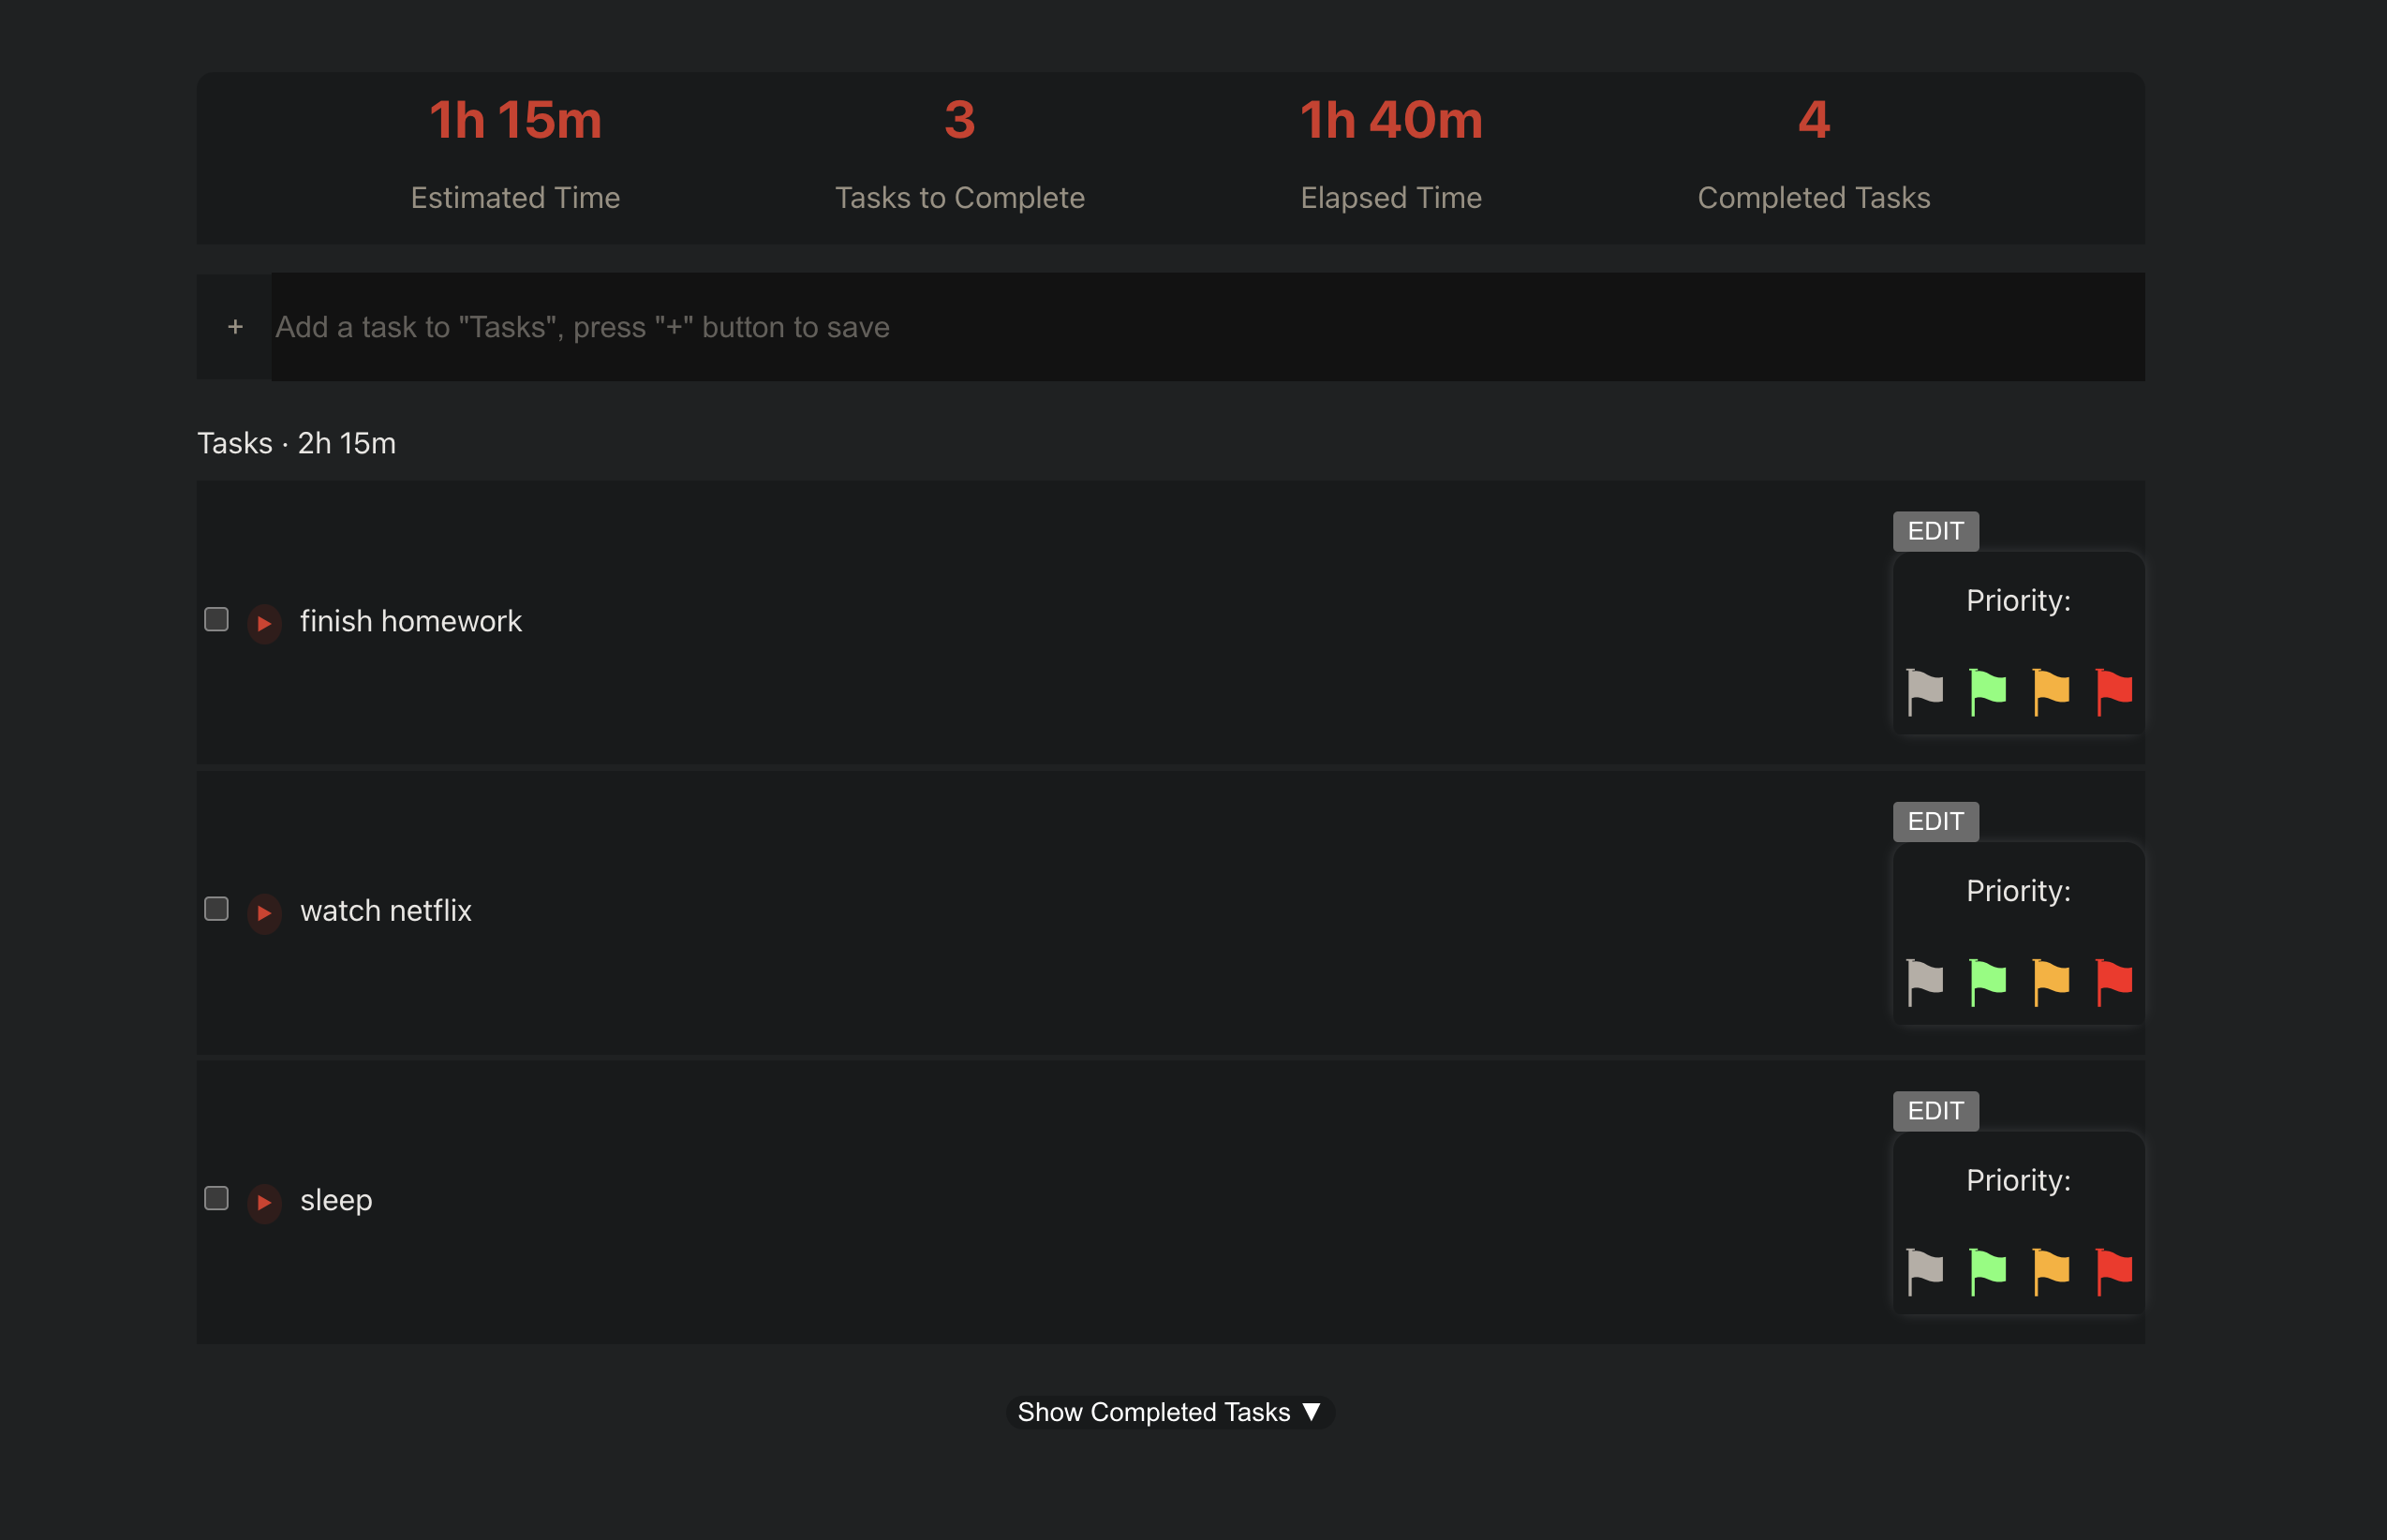 1h 15m 3 1h 40m 4
Estimated Time Tasks to Complete Elapsed Time Completed Tasks
+ Add a task to "Tasks", press "+" button to save
Tasks · 2h 15m
EDIT
Priority:
finish homework
EDIT
Priority:
watch netflix
EDIT
Priority:
sleep
Show Completed Tasks ▼